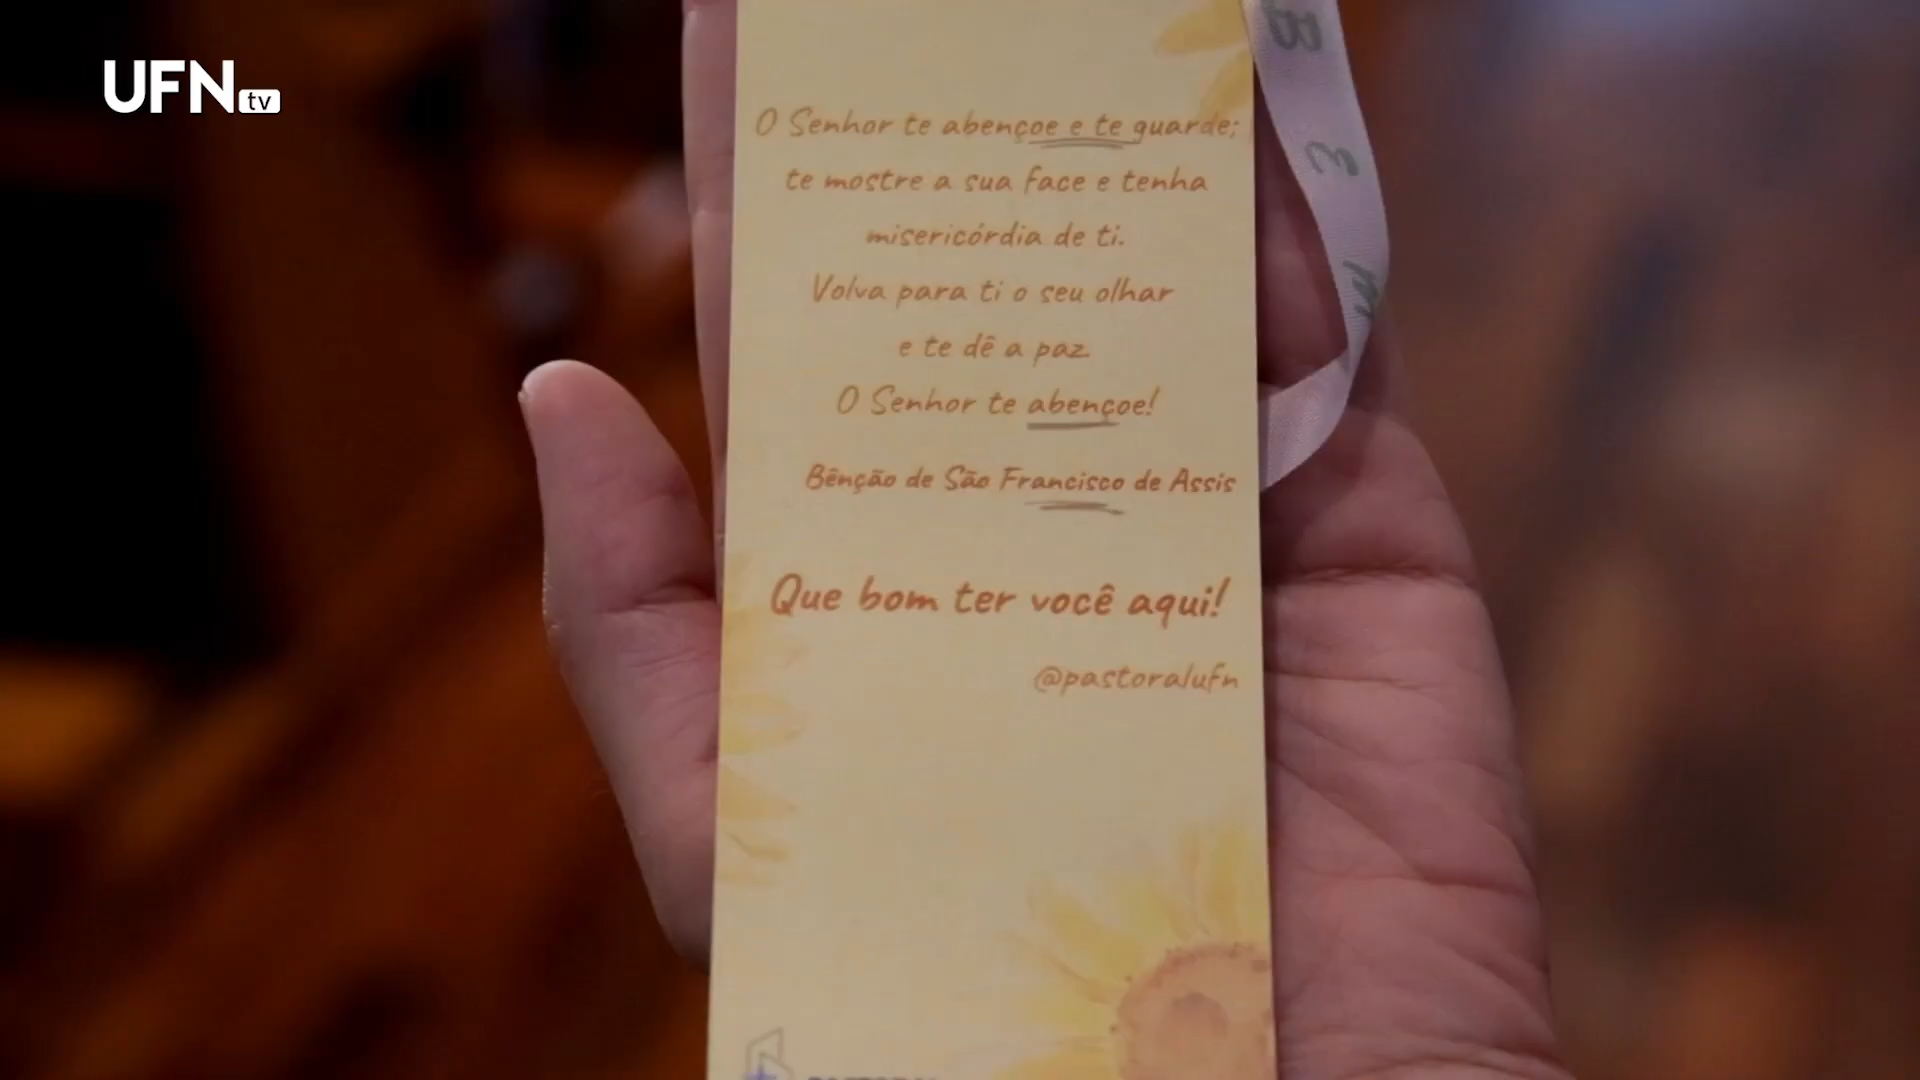 UFN tv
O Senhor te abençoe e te guarde;
te mostre a sua face e tenha
misericórdia de ti.
Volva para ti o seu olhar
e te dê a paz.
O Senhor te abençoe!
Bênção de São Francisco de Assis
Que bom ter você aqui!
@pastoralufn
B E M